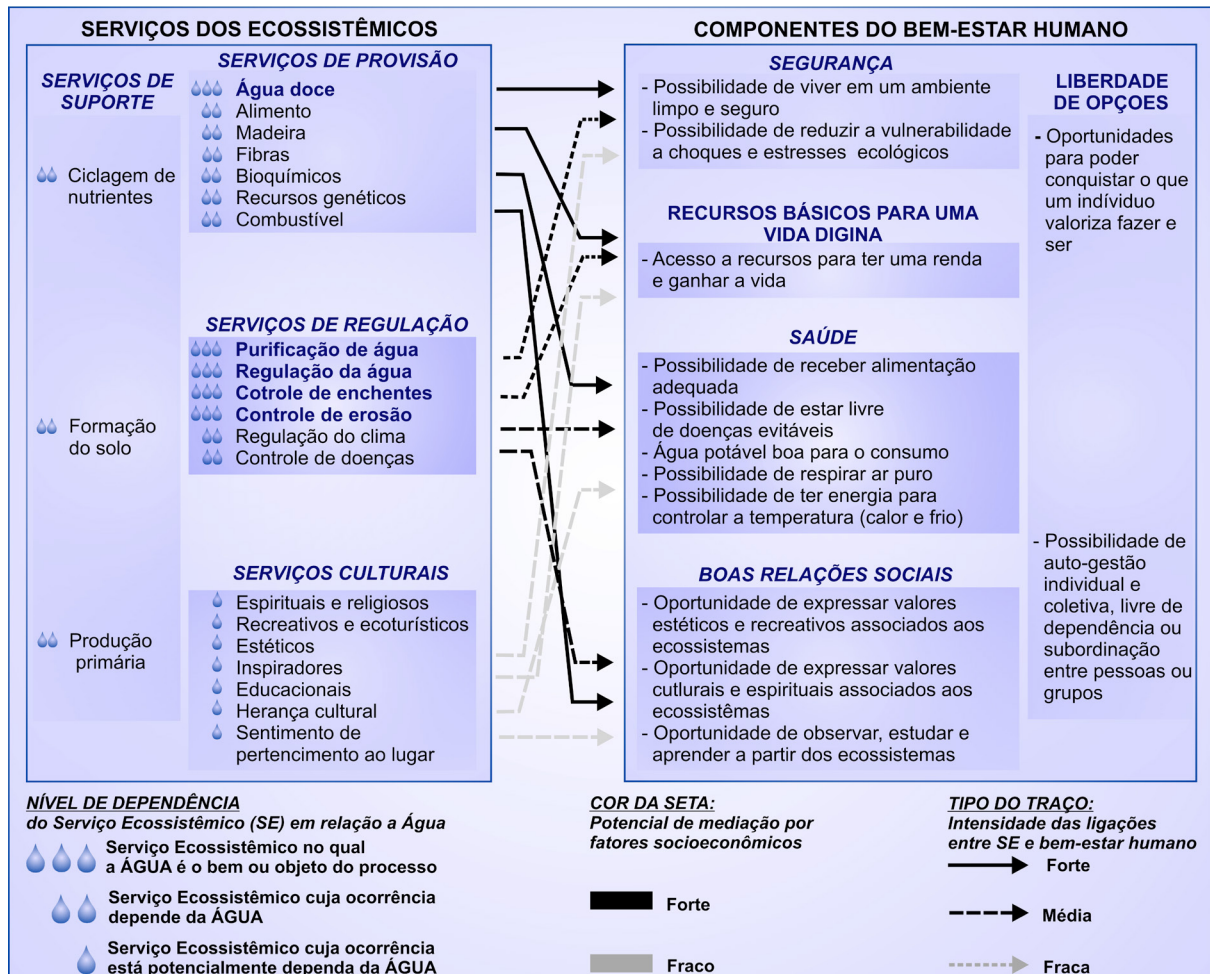 SERVIÇOS DOS ECOSSISTÊMICOS
SERVIÇOS DE
SUPORTE
Ciclagem de
nutrientes
Formação
do solo
Produção
primária
SERVIÇOS DE PROVISÃO
Água doce
Alimento
Madeira
Fibras
Bioquímicos
Recursos genéticos
Combustível
SERVIÇOS DE REGULAÇÃO
Purificação de água
Regulação da água
Cotrole de enchentes
Controle de erosão
Regulação do clima
Controle de doenças
SERVIÇOS CULTURAIS
Espirituais e religiosos
Recreativos e ecoturísticos
Estéticos
Inspiradores
Educacionais
Herança cultural
Sentimento de
pertencimento ao lugar
COMPONENTES DO BEM-ESTAR HUMANO
SEGURANÇA
- Possibilidade de viver em um ambiente
limpo e seguro
- Possibilidade de reduzir a vulnerabilidade
a choques e estresses ecológicos
RECURSOS BÁSICOS PARA UMA
VIDA DIGINA
- Acesso a recursos para ter uma renda
e ganhar a vida
SAÚDE
- Possibilidade de receber alimentação
adequada
- Possibilidade de estar livre
de doenças evitáveis
- Água potável boa para o consumo
- Possibilidade de respirar ar puro
- Possibilidade de ter energia para
controlar a temperatura (calor e frio)
BOAS RELAÇÕES SOCIAIS
- Oportunidade de expressar valores
estéticos e recreativos associados aos
ecossistemas
- Oportunidade de expressar valores
cutlurais e espirituais associados aos
ecossistêmas
- Oportunidade de observar, estudar e
aprender a partir dos ecossistemas
LIBERDADE
DE OPÇOES
- Oportunidades
para poder
conquistar o que
um indíviduo
valoriza fazer e
ser
- Possibilidade de
auto-gestão
individual e
coletiva, livre de
dependência ou
subordinação
entre pessoas ou
grupos
NÍVEL DE DEPENDÊNCIA
do Serviço Ecossistêmico (SE) em relação a Água
Serviço Ecossistêmico no qual
a ÁGUA é o bem ou objeto do processo
Serviço Ecossistêmico cuja ocorrência
depende da ÁGUA
Serviço Ecossistêmico cuja ocorrência
está potencialmente dependa da ÁGUA
COR DA SETA:
Potencial de mediação por
fatores socioeconômicos
Forte
Fraco
TIPO DO TRAÇO:
Intensidade das ligações
entre SE e bem-estar humano
Forte
Média
Fraca